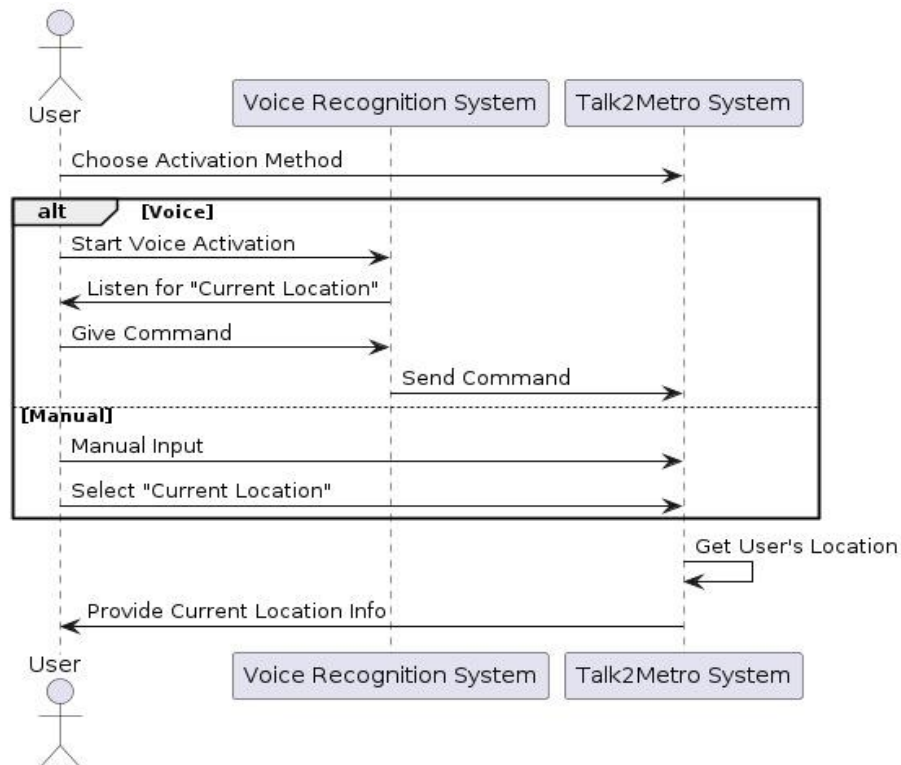 User
Voice Recognition System
Talk2Metro System
Choose Activation Method
alt
[Voice]
Start Voice Activation
Listen for "Current Location"
Give Command
Send Command
[Manual]
Manual Input
Select "Current Location"
Get User's Location
Provide Current Location Info
User
Voice Recognition System
Talk2Metro System